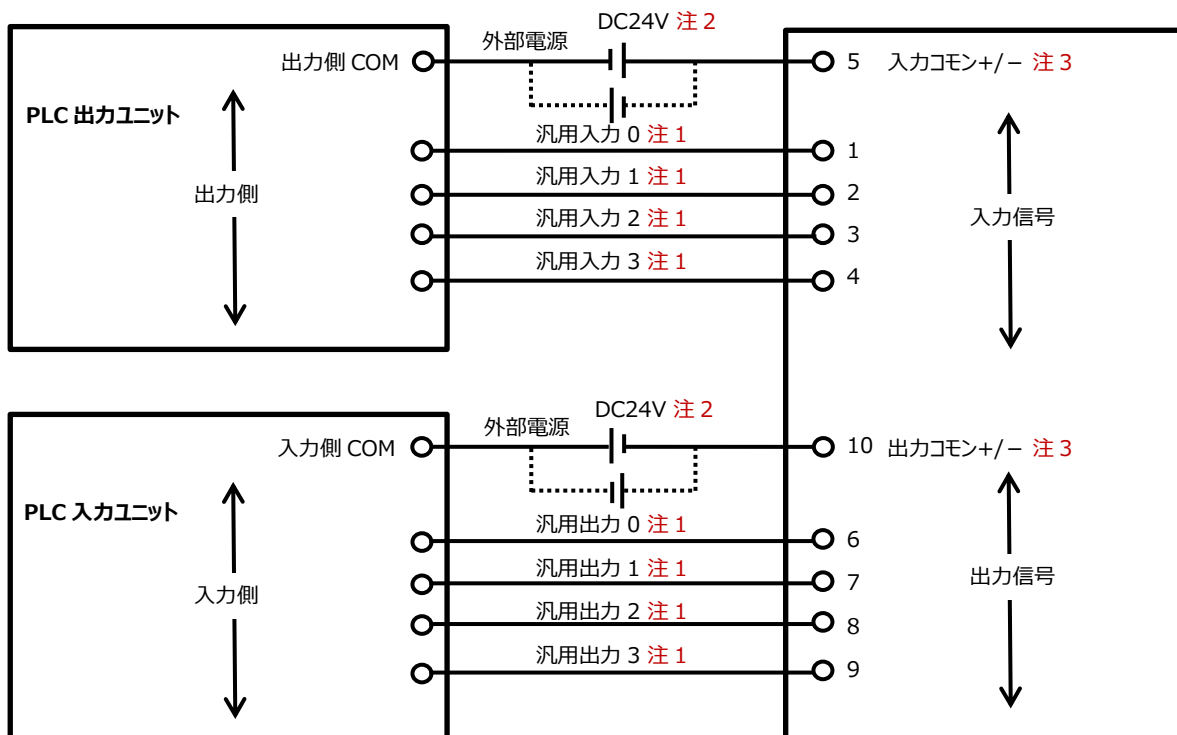 DC24V 注 2
外部電源
出力側 COM
5 入力コモン+/− 注 3
PLC 出力ユニット
汎用入力 0 注 1
1
汎用入力 1 注 1
2
出力側
汎用入力 2 注 1
3
入力信号
汎用入力 3 注 1
4
DC24V 注 2
外部電源
入力側 COM
10 出力コモン+/− 注 3
PLC 入力ユニット
汎用出力 0 注 1
6
汎用出力 1 注 1
7
入力側
出力信号
汎用出力 2 注 1
8
汎用出力 3 注 1
9